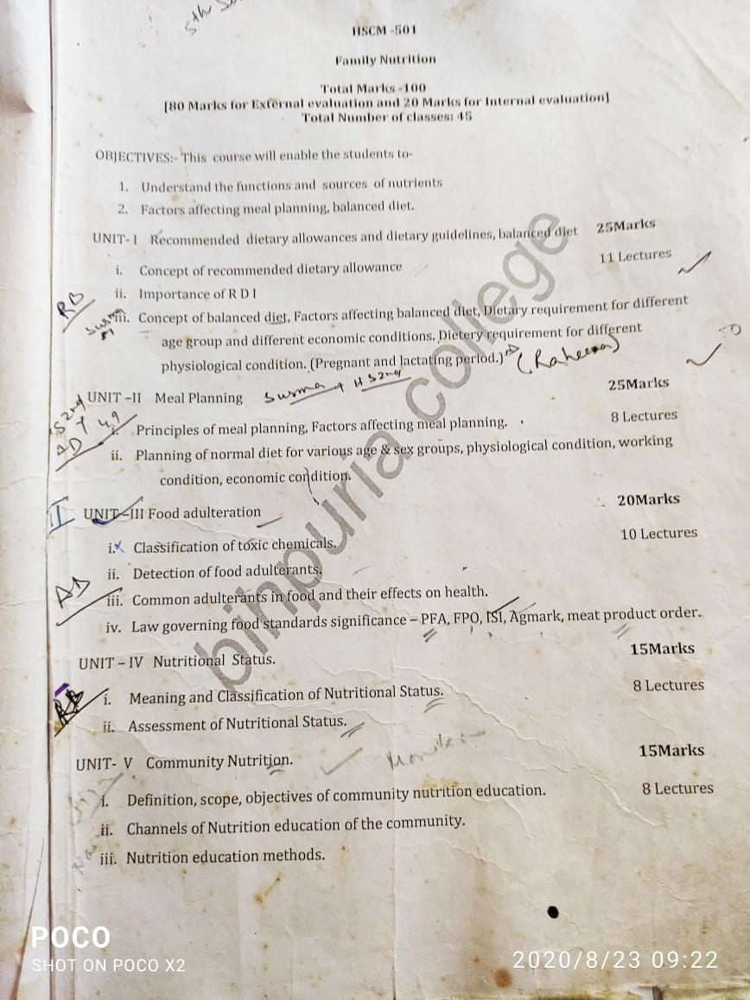 5th
HSCM -501
Family Nutrition
Total Marks -100
[80 Marks for External evaluation and 20 Marks for Internal evaluation]
Total Number of classes: 45
OBJECTIVES:- This course will enable the students to-
1. Understand the functions and sources of nutrients
2. Factors affecting meal planning, balanced diet.
UNIT- I Recommended dietary allowances and dietary guidelines, balanced diet 25Marks
11 Lectures
i. Concept of recommended dietary allowance
ii. Importance of R D I
RB
iii. Concept of balanced diet, Factors affecting balanced diet, Dietary requirement for different
age group and different economic conditions. Dietery requirement for different
physiological condition. (Pregnant and lactating period.) (Raheena)
UNIT –II Meal Planning Susma + H S2nd 25Marks
8 Lectures
i. Principles of meal planning, Factors affecting meal planning.
AD
ii. Planning of normal diet for various age & sex groups, physiological condition, working
condition, economic condition.
20Marks
II UNIT –III Food adulteration
10 Lectures
i. Classification of toxic chemicals.
ii. Detection of food adulterants.
AD
iii. Common adulterants in food and their effects on health.
iv. Law governing food standards significance – PFA, FPO, ISI, Agmark, meat product order.
15Marks
UNIT – IV Nutritional Status.
8 Lectures
RB
i. Meaning and Classification of Nutritional Status.
ii. Assessment of Nutritional Status.
15Marks
UNIT- V Community Nutrition.
8 Lectures
i. Definition, scope, objectives of community nutrition education.
ii. Channels of Nutrition education of the community.
iii. Nutrition education methods.
bihpuria college
POCO
SHOT ON POCO X2
2020/8/23 09:22